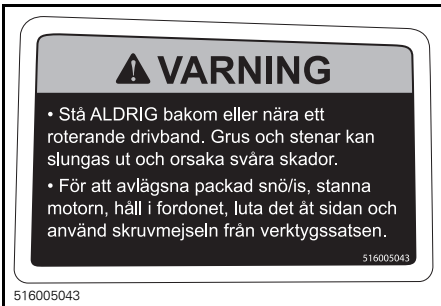 VARNING
• Stå ALDRIG bakom eller nära ett
roterande drivband. Grus och stenar kan
slungas ut och orsaka svåra skador.
• För att avlägsna packad snö/is, stanna
motorn, håll i fordonet, luta det åt sidan och
använd skruvmejseln från verktygssatsen.
516005043
516005043